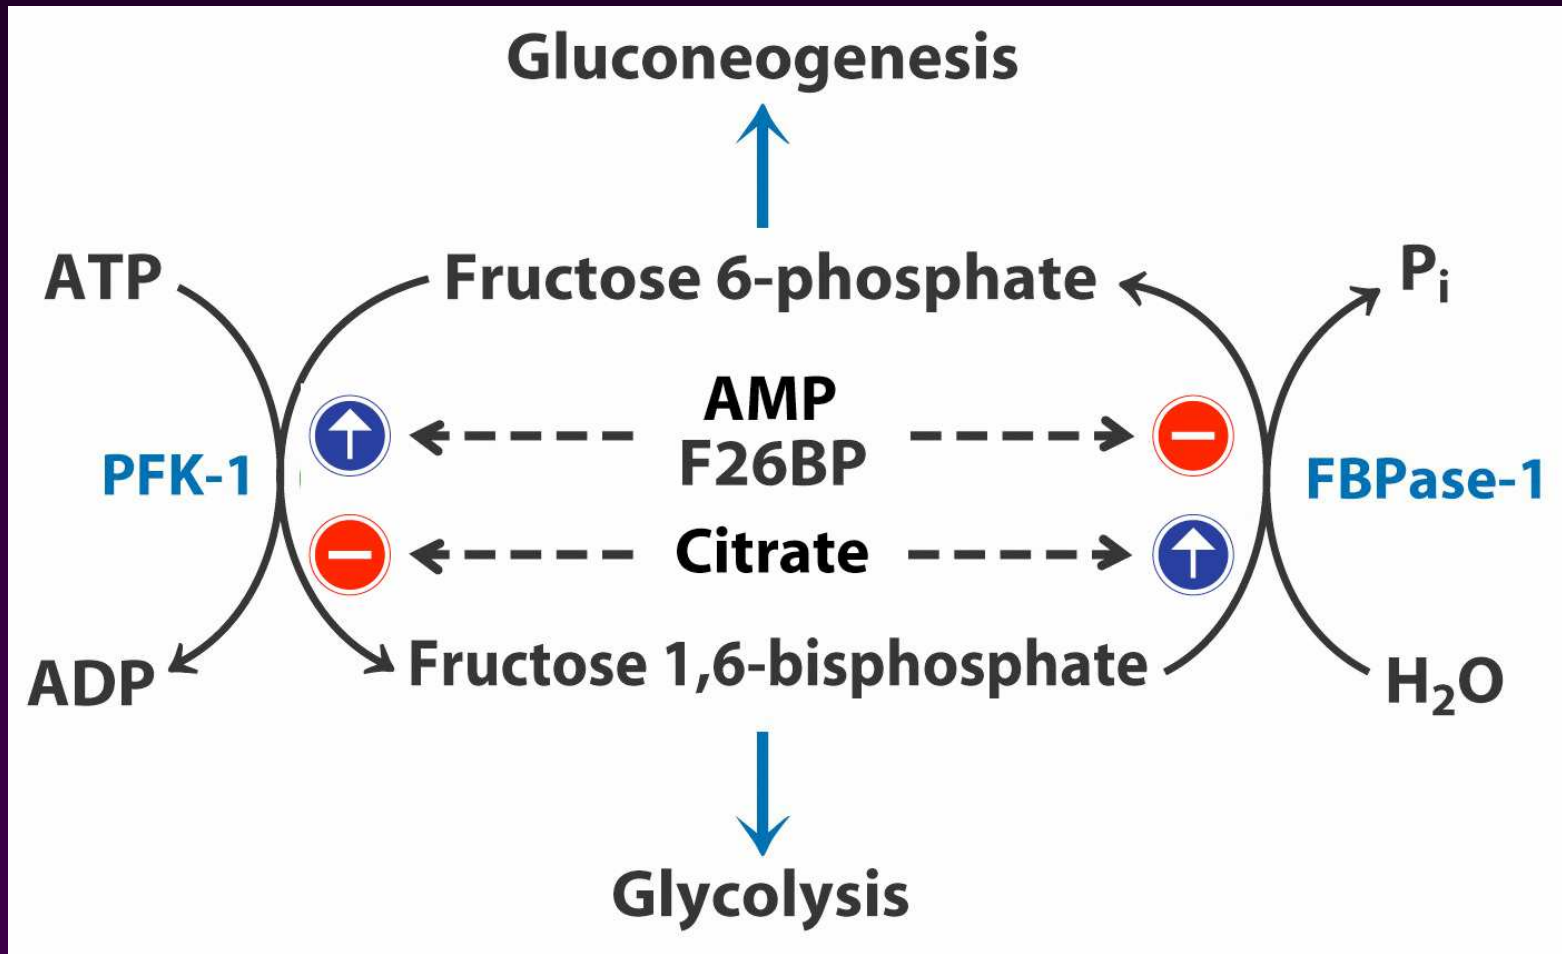 Gluconeogenesis
ATP
Fructose 6-phosphate
Pi
AMP
F26BP
PFK-1
FBPase-1
Citrate
ADP
Fructose 1,6-bisphosphate
H2O
Glycolysis